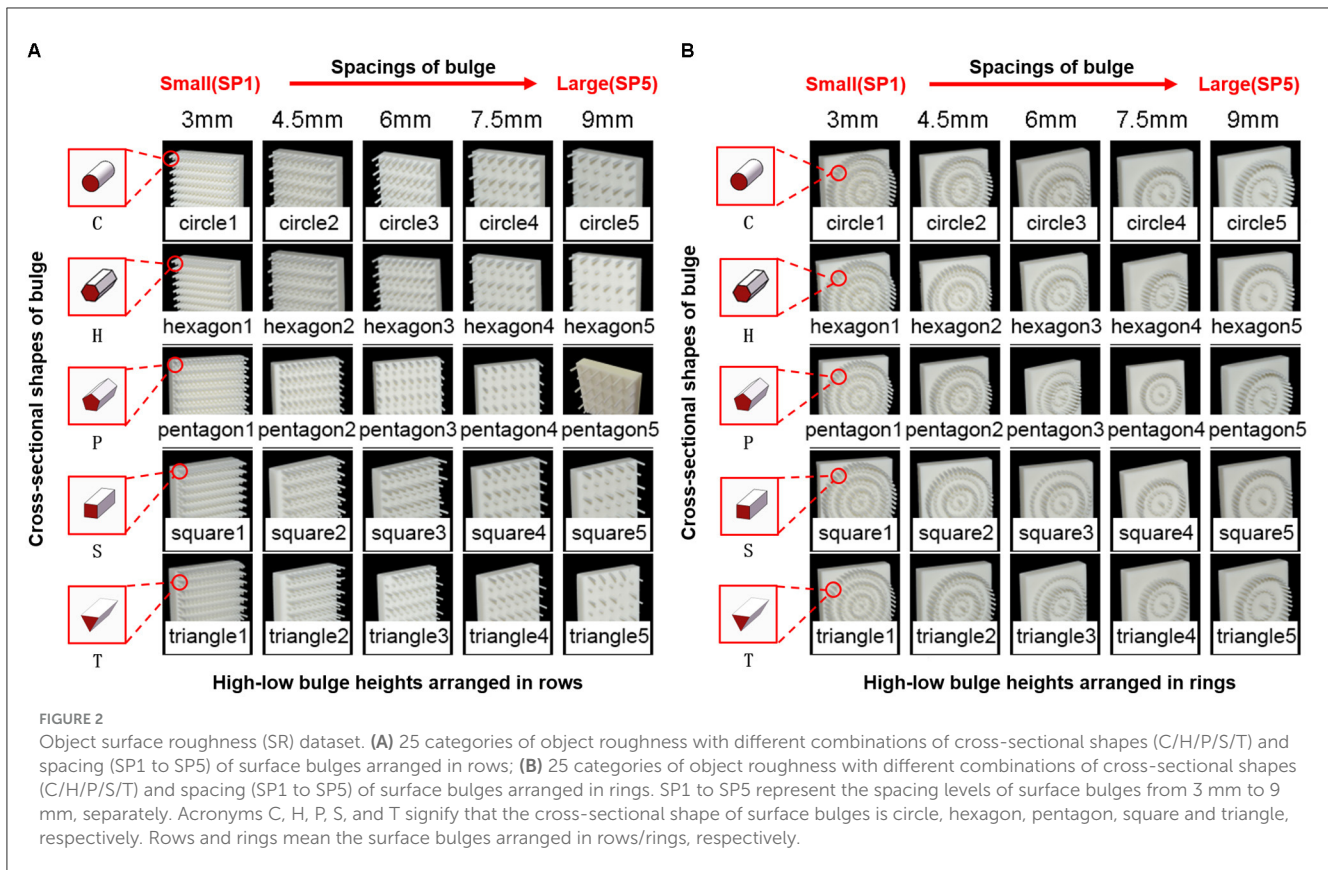 A
Spacings of bulge
Small(SP1)
Large(SP5)
3mm 4.5mm 6mm 7.5mm 9mm
Cross-sectional shapes of bulge
C
circle1 circle2 circle3 circle4 circle5
H
hexagon1 hexagon2 hexagon3 hexagon4 hexagon5
P
pentagon1 pentagon2 pentagon3 pentagon4 pentagon5
S
square1 square2 square3 square4 square5
T
triangle1 triangle2 triangle3 triangle4 triangle5
High-low bulge heights arranged in rows
B
Spacings of bulge
Small(SP1)
Large(SP5)
3mm 4.5mm 6mm 7.5mm 9mm
Cross-sectional shapes of bulge
C
circle1 circle2 circle3 circle4 circle5
H
hexagon1 hexagon2 hexagon3 hexagon4 hexagon5
P
pentagon1 pentagon2 pentagon3 pentagon4 pentagon5
S
square1 square2 square3 square4 square5
T
triangle1 triangle2 triangle3 triangle4 triangle5
High-low bulge heights arranged in rings
FIGURE 2
Object surface roughness (SR) dataset. (A) 25 categories of object roughness with different combinations of cross-sectional shapes (C/H/P/S/T) and
spacing (SP1 to SP5) of surface bulges arranged in rows; (B) 25 categories of object roughness with different combinations of cross-sectional shapes
(C/H/P/S/T) and spacing (SP1 to SP5) of surface bulges arranged in rings. SP1 to SP5 represent the spacing levels of surface bulges from 3 mm to 9
mm, separately. Acronyms C, H, P, S, and T signify that the cross-sectional shape of surface bulges is circle, hexagon, pentagon, square and triangle,
respectively. Rows and rings mean the surface bulges arranged in rows/rings, respectively.